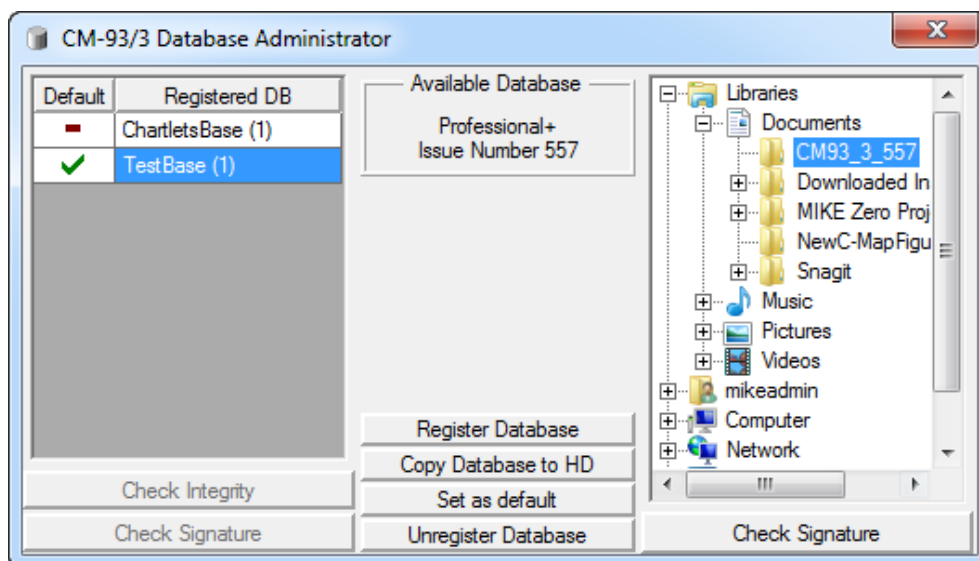 CM-93/3 Database Administrator
Default Registered DB
ChartletsBase (1)
TestBase (1)
Check Integrity
Check Signature
Available Database
Professional+
Issue Number 557
Register Database
Copy Database to HD
Set as default
Unregister Database
Libraries
Documents
CM93_3_557
Downloaded In
MIKE Zero Proj
NewC-MapFigu
Snagit
Music
Pictures
Videos
mikeadmin
Computer
Network
Check Signature